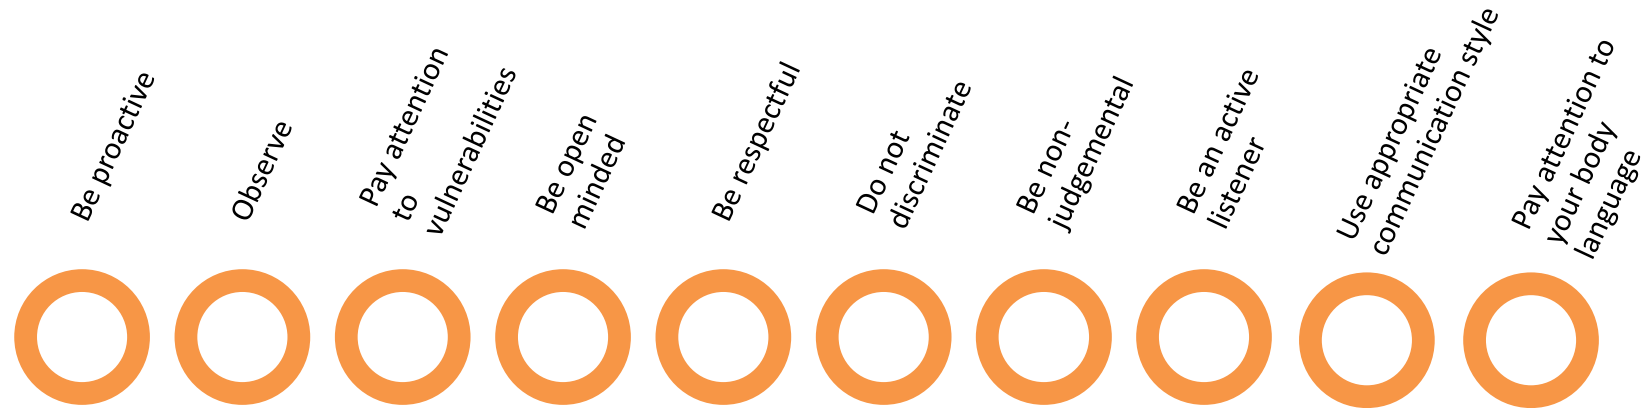 Be proactive
Observe
Pay attention
to
vulnerabilities
Be open
minded
Be respectful
Do not
discriminate
Be non-
judgemental
Be an active
listener
Use appropriate
communication style
Pay attention to
your body
language